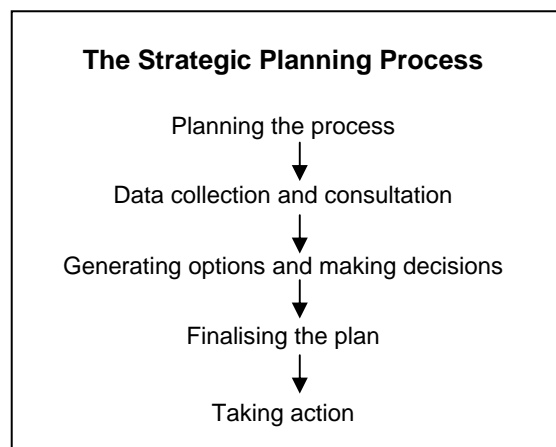 The Strategic Planning Process
Planning the process
Data collection and consultation
Generating options and making decisions
Finalising the plan
Taking action